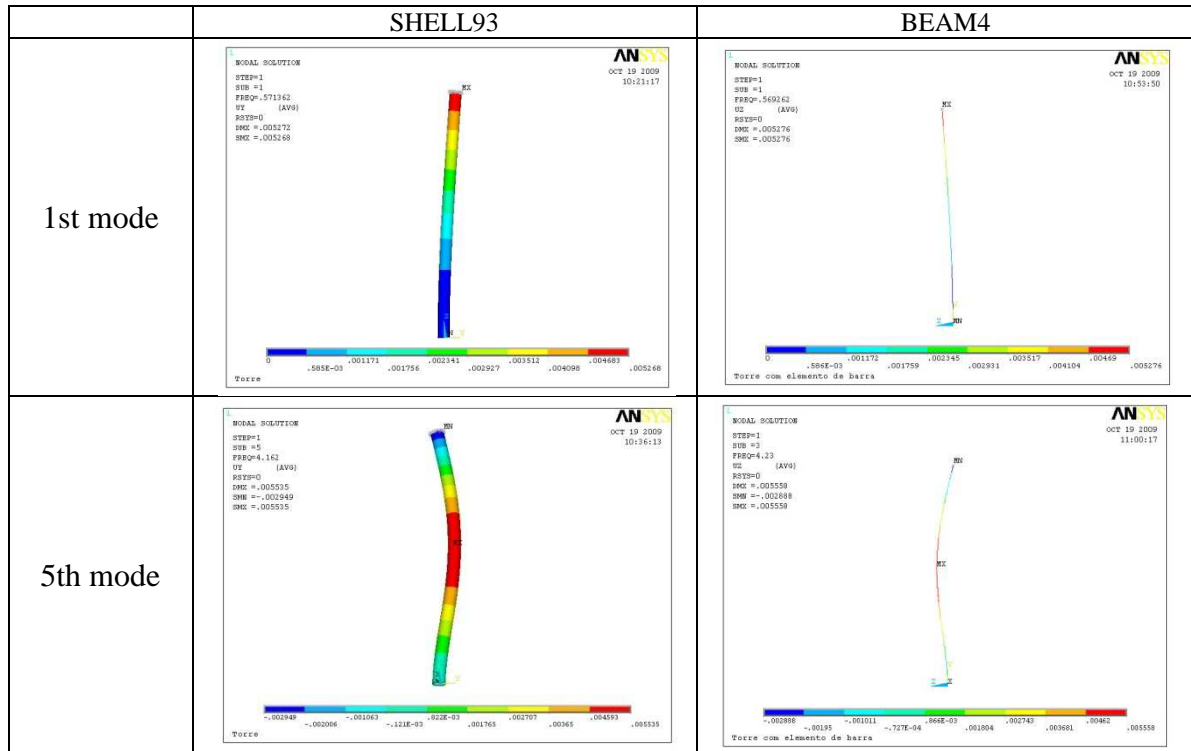 SHELL93
BEAM4
1st mode
1
NODAL SOLUTION
STEP=1
SUB =1
FREQ=.571362
UY (AVG)
RSYS=0
DMX =.005272
SMX =.005268
ANSYS
OCT 19 2009
10:21:17
MX
0
.585E-03
.001171
.001756
.002341
.002927
.003512
.004098
.004683
.005268
Torre
1
NODAL SOLUTION
STEP=1
SUB =1
FREQ=.569262
UZ (AVG)
RSYS=0
DMX =.005276
SMX =.005276
ANSYS
OCT 19 2009
10:53:50
MX
Y
Z
MN
0
.586E-03
.001172
.001759
.002345
.002931
.003517
.004104
.00469
.005276
Torre com elemento de barra
5th mode
1
NODAL SOLUTION
STEP=1
SUB =5
FREQ=4.162
UY (AVG)
RSYS=0
DMX =.005535
SMN =-.002949
SMX =.005535
ANSYS
OCT 19 2009
10:36:13
MN
MX
-.002949
-.002006
-.001063
-.121E-03
.822E-03
.001765
.002707
.00365
.004593
.005535
Torre
1
NODAL SOLUTION
STEP=1
SUB =3
FREQ=4.23
UZ (AVG)
RSYS=0
DMX =.005558
SMN =-.002888
SMX =.005558
ANSYS
OCT 19 2009
11:00:17
MN
MX
Y
Z
X
-.002888
-.00195
-.001011
-.727E-04
.866E-03
.001804
.002743
.003681
.00462
.005558
Torre com elemento de barra